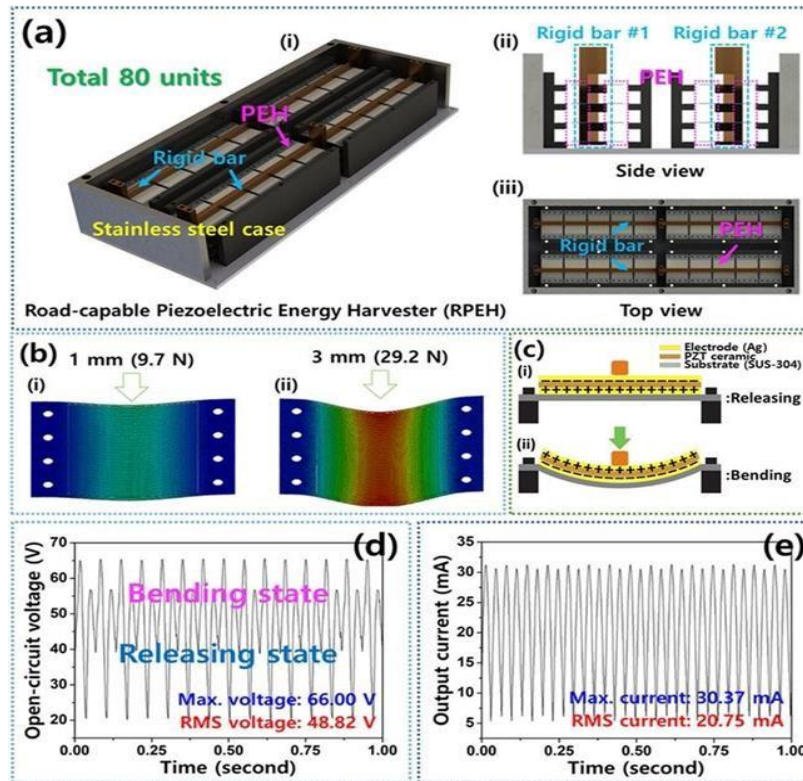 (a)
(i)
Total 80 units
PEH
Rigid bar
Stainless steel case
Road-capable Piezoelectric Energy Harvester (RPEH)
(ii)
Rigid bar #1
Rigid bar #2
PEH
Side view
(iii)
PEH
Rigid bar
Top view
(b)
1 mm (9.7 N)
3 mm (29.2 N)
(i)
(ii)
(c)
Electrode (Ag)
PZT ceramic
Substrate (SUS-304)
(i)
:Releasing
(ii)
:Bending
(d)
Open-circuit voltage (V)
70
60
50
40
30
20
Bending state
Releasing state
Max. voltage: 66.00 V
RMS voltage: 48.82 V
0.00 0.25 0.50 0.75 1.00
Time (second)
(e)
Output current (mA)
35
30
25
20
15
10
5
Max. current: 30.37 mA
RMS current: 20.75 mA
0.00 0.25 0.50 0.75 1.00
Time (second)